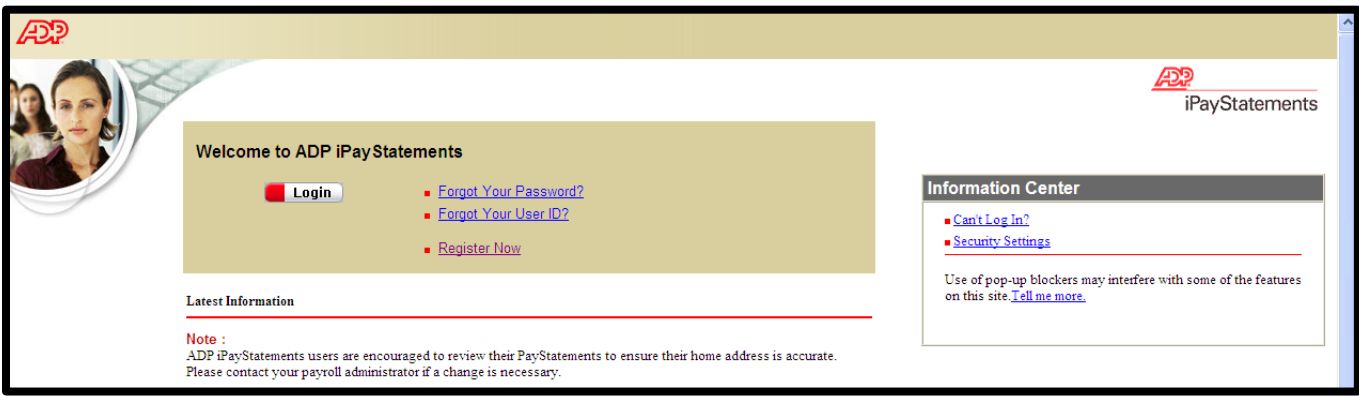 ADP
ADP
iPayStatements
Welcome to ADP iPayStatements
Login
Forgot Your Password?
Forgot Your User ID?
Register Now
Information Center
Can't Log In?
Security Settings
Use of pop-up blockers may interfere with some of the features
on this site.Tell me more.
Latest Information
Note :
ADP iPayStatements users are encouraged to review their PayStatements to ensure their home address is accurate.
Please contact your payroll administrator if a change is necessary.